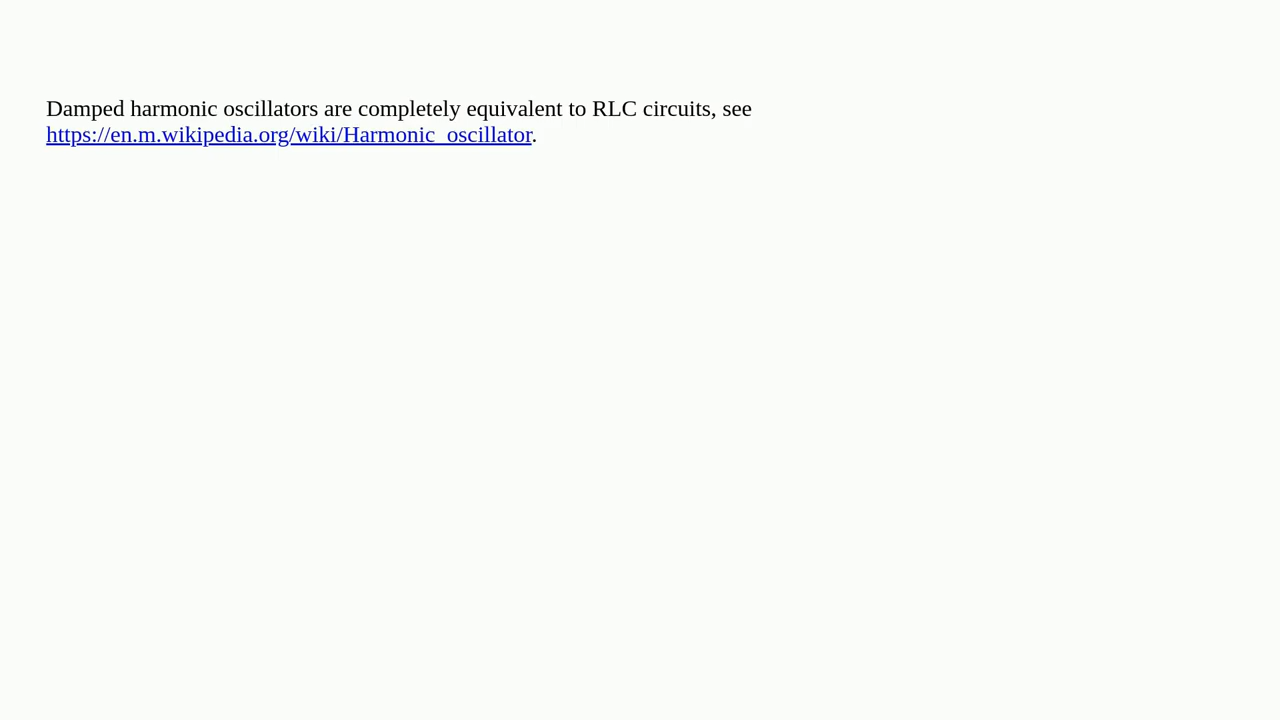 Damped harmonic oscillators are completely equivalent to RLC circuits, see
https://en.m.wikipedia.org/wiki/Harmonic_oscillator.